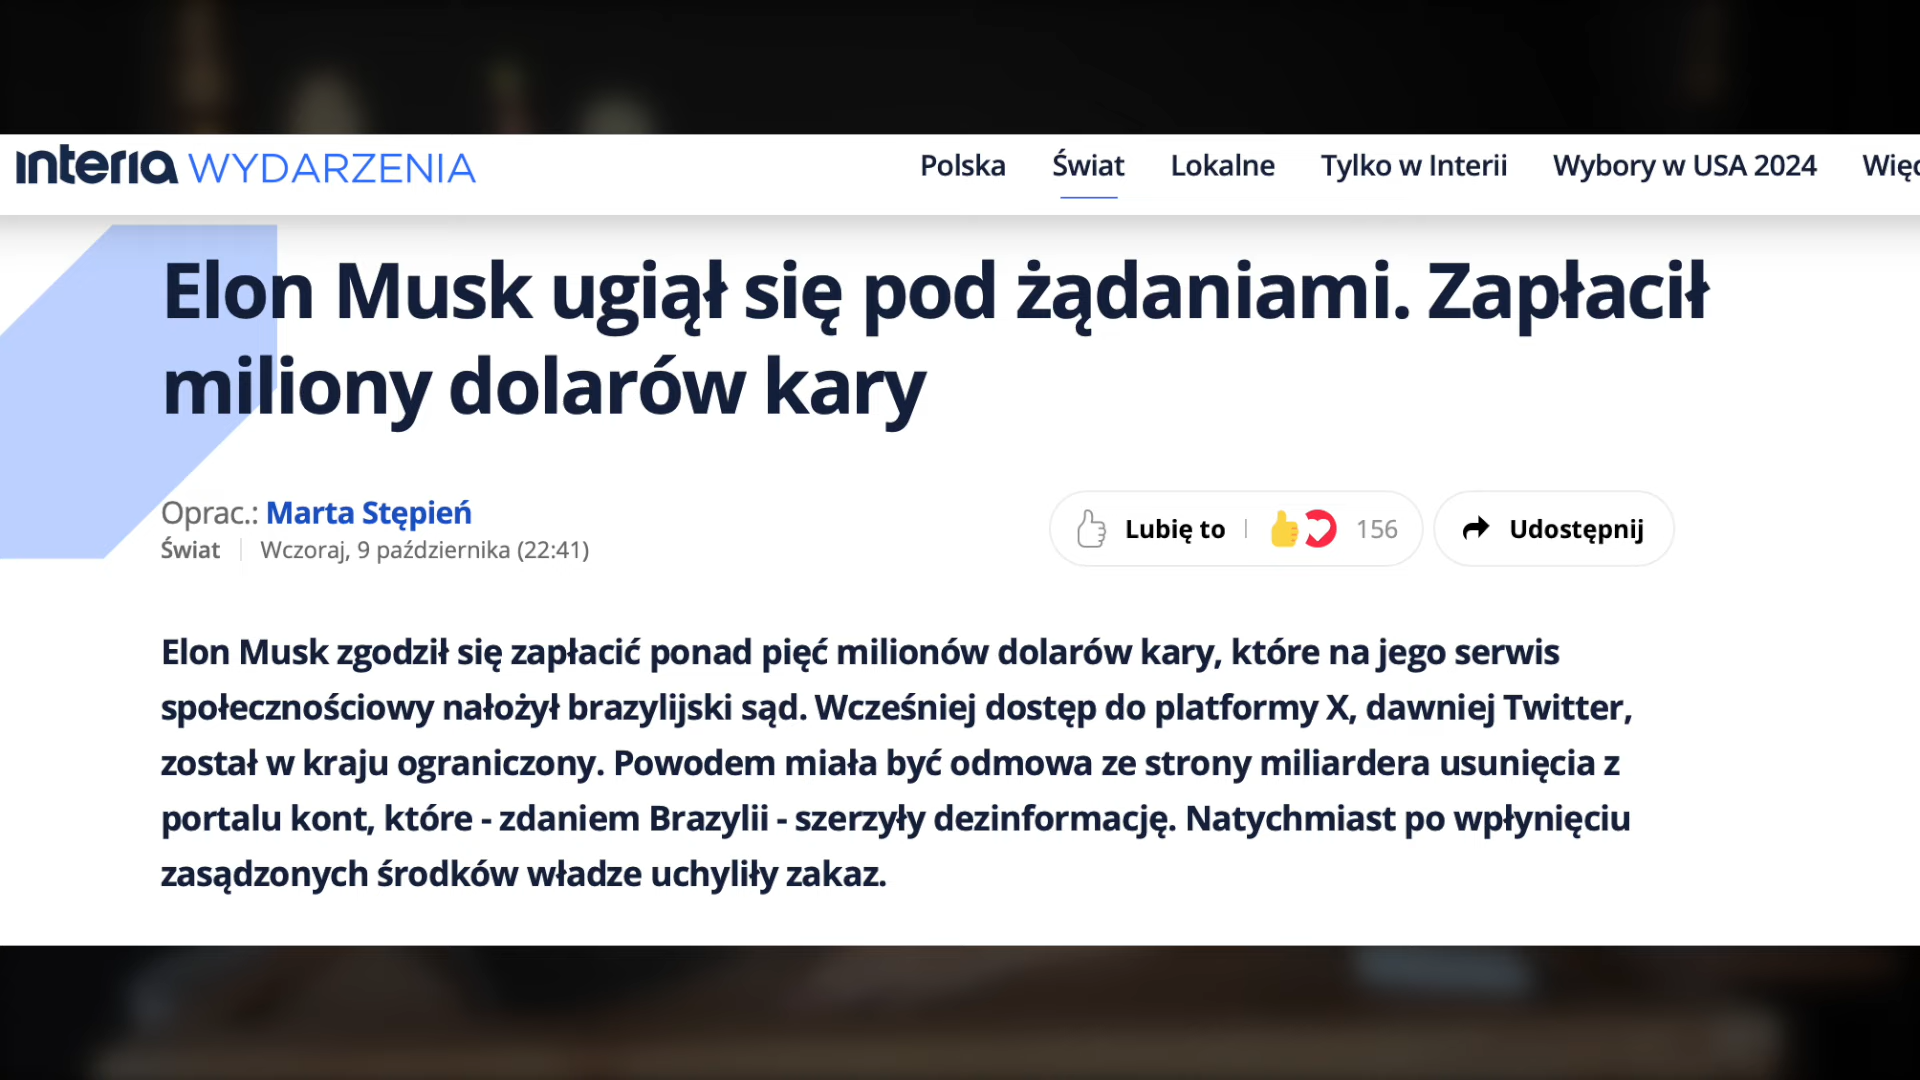 interia WYDARZENIA
Polska Świat Lokalne Tylko w Interii Wybory w USA 2024 Więc
Elon Musk ugiął się pod żądaniami. Zapłacił
miliony dolarów kary
Oprac.: Marta Stępień
Świat | Wczoraj, 9 października (22:41)
Lubię to | 156 Udostępnij
Elon Musk zgodził się zapłacić ponad pięć milionów dolarów kary, które na jego serwis
społecznościowy nałożył brazylijski sąd. Wcześniej dostęp do platformy X, dawniej Twitter,
został w kraju ograniczony. Powodem miała być odmowa ze strony miliardera usunięcia z
portalu kont, które - zdaniem Brazylii - szerzyły dezinformację. Natychmiast po wpłynięciu
zasądzonych środków władze uchyliły zakaz.